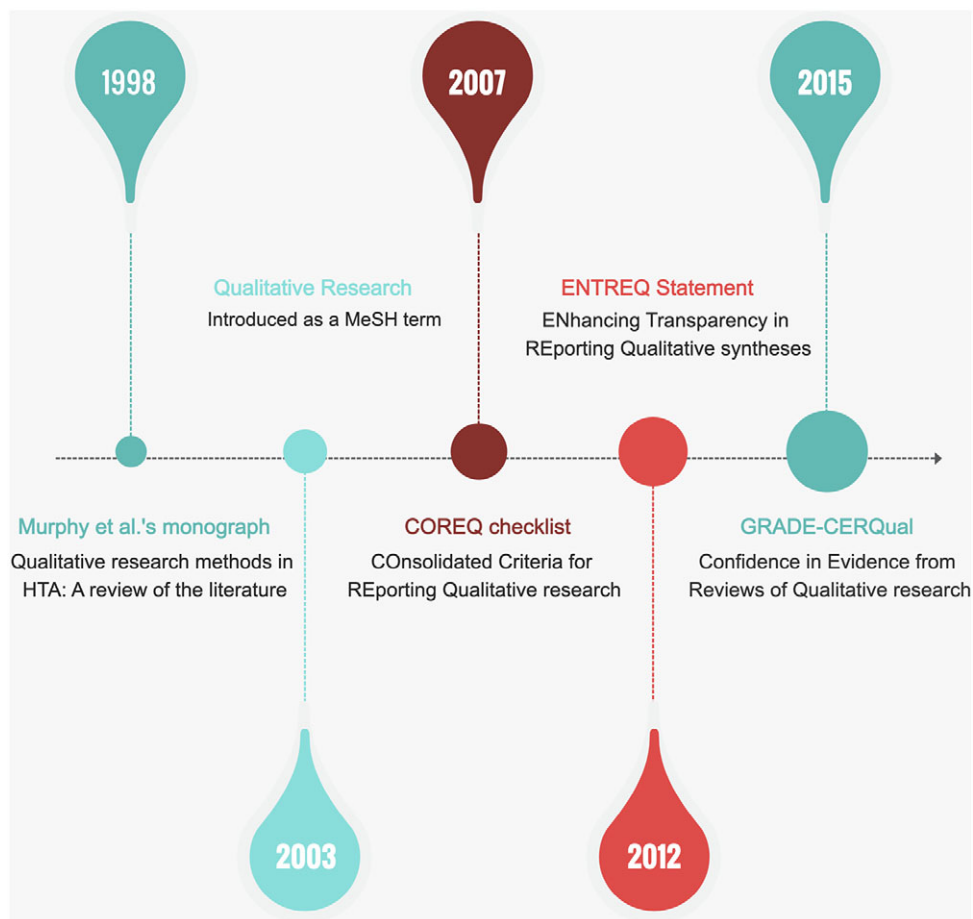 1998
2007
2015
Qualitative Research
Introduced as a MeSH term
ENTREQ Statement
ENhancing Transparency in
REporting Qualitative syntheses
Murphy et al.'s monograph
Qualitative research methods in
HTA: A review of the literature
COREQ checklist
COnsolidated Criteria for
REporting Qualitative research
GRADE-CERQual
Confidence in Evidence from
Reviews of Qualitative research
2003
2012